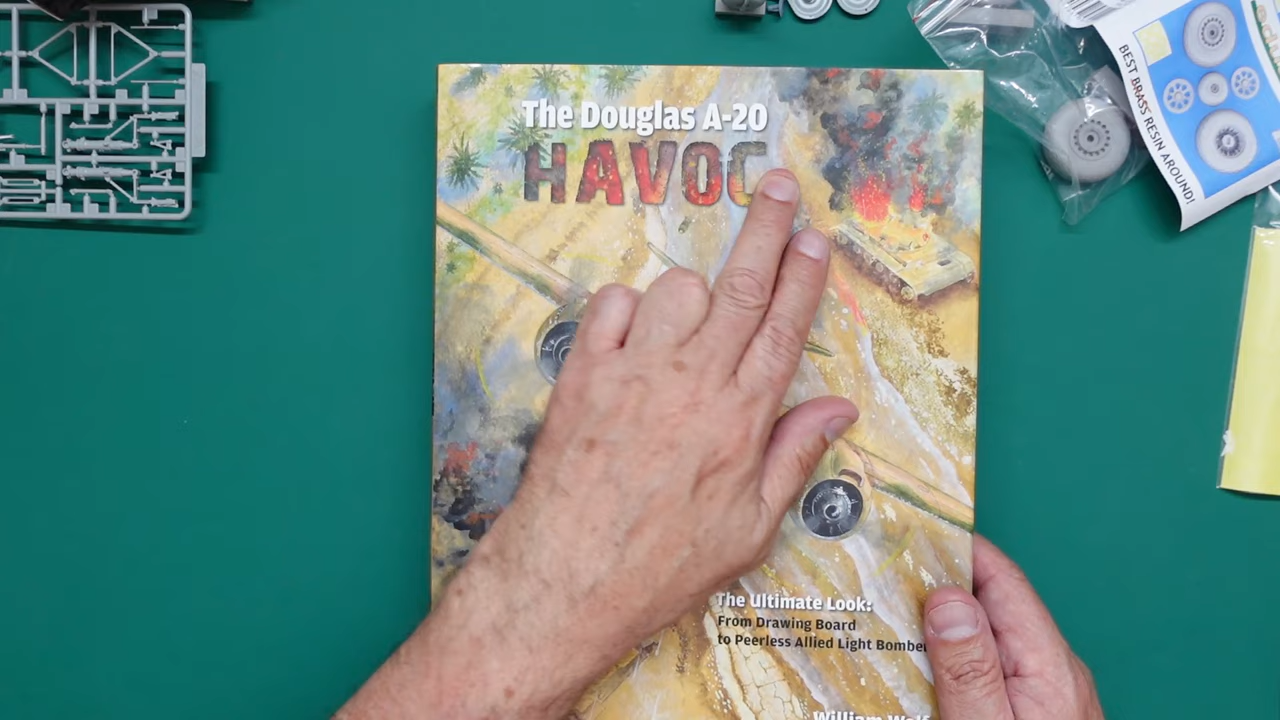 The Douglas A-20
HAVOC
BEST BRASS RESIN AROUND!
The Ultimate Look:
From Drawing Board
to Peerless Allied Light Bomber
William